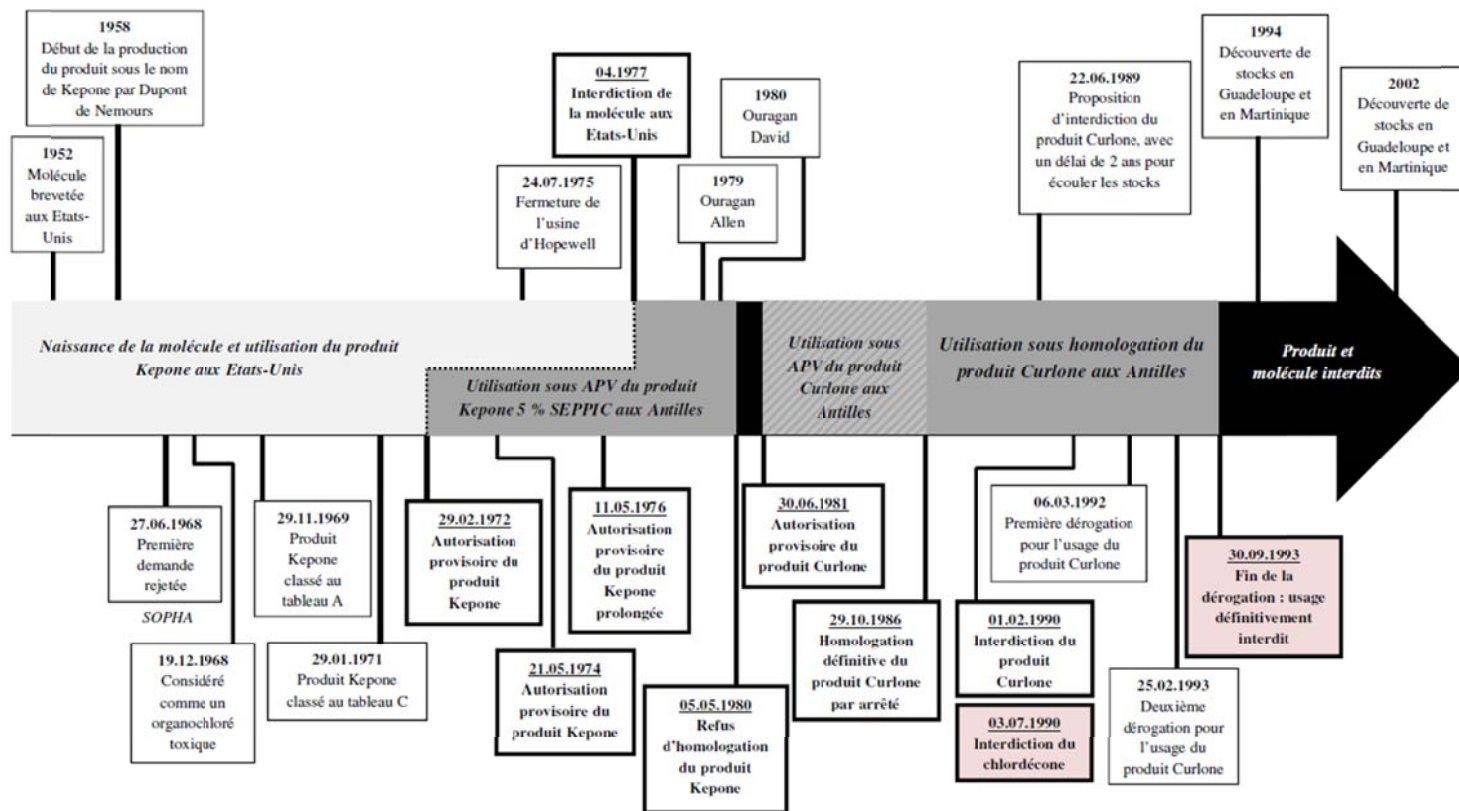 1958
Début de la production
du produit sous le nom
de Kepone par Dupont
de Nemours
1952
Molécule
brevetée
aux Etats-
Unis
24.07.1975
Fermeture de
l'usine
d'Hopewell
04.1977
Interdiction de
la molécule aux
Etats-Unis
1979
Ouragan
Allen
1980
Ouragan
David
22.06.1989
Proposition
d'interdiction du
produit Curlone, avec
un délai de 2 ans pour
écouler les stocks
1994
Découverte de
stocks en
Guadeloupe et
en Martinique
2002
Découverte de
stocks en
Guadeloupe et
en Martinique
Naissance de la molécule et utilisation du produit
Kepone aux Etats-Unis
Utilisation sous APV du produit
Kepone 5 % SEPPIC aux Antilles
Utilisation sous
APV du produit
Curlone aux
Antilles
Utilisation sous homologation du
produit Curlone aux Antilles
Produit et
molécule interdits
27.06.1968
Première
demande
rejetée
SOPHA
19.12.1968
Considéré
comme un
organochloré
toxique
29.11.1969
Produit
Kepone
classé au
tableau A
29.01.1971
Produit Kepone
classé au tableau C
29.02.1972
Autorisation
provisoire du
produit
Kepone
21.05.1974
Autorisation
provisoire du
produit Kepone
11.05.1976
Autorisation
provisoire
du produit
Kepone
prolongée
05.05.1980
Refus
d'homologation
du produit
Kepone
30.06.1981
Autorisation
provisoire du
produit Curlone
29.10.1986
Homologation
définitive du
produit Curlone
par arrêté
01.02.1990
Interdiction du
produit
Curlone
03.07.1990
Interdiction du
chlordécone
06.03.1992
Première dérogation
pour l'usage du
produit Curlone
25.02.1993
Deuxième
dérogation pour
l'usage du
produit Curlone
30.09.1993
Fin de la
dérogation : usage
définitivement
interdit